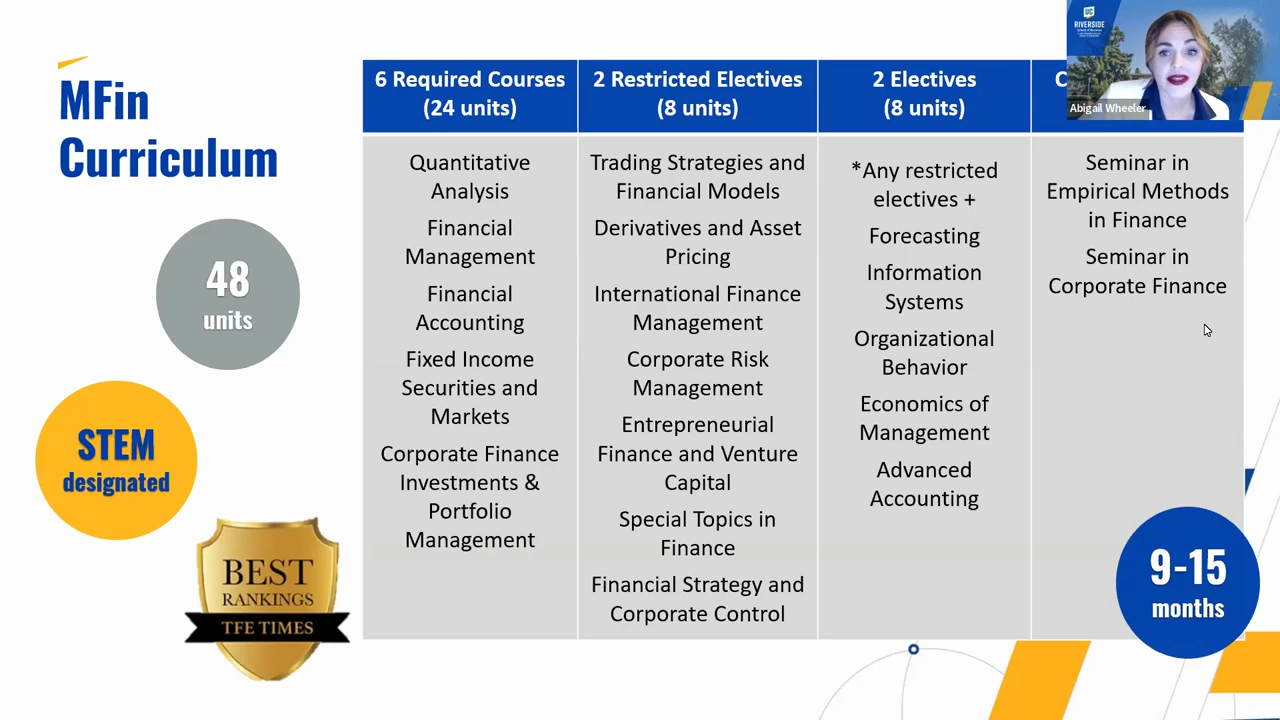 MFin
Curriculum
48
units
STEM
designated
BEST
RANKINGS
TFE TIMES
6 Required Courses
(24 units)
Quantitative
Analysis
Financial
Management
Financial
Accounting
Fixed Income
Securities and
Markets
Corporate Finance
Investments &
Portfolio
Management
2 Restricted Electives
(8 units)
Trading Strategies and
Financial Models
Derivatives and Asset
Pricing
International Finance
Management
Corporate Risk
Management
Entrepreneurial
Finance and Venture
Capital
Special Topics in
Finance
Financial Strategy and
Corporate Control
2 Electives
(8 units)
*Any restricted
electives +
Forecasting
Information
Systems
Organizational
Behavior
Economics of
Management
Advanced
Accounting
Seminar in
Empirical Methods
in Finance
Seminar in
Corporate Finance
9-15
months
UC
RIVERSIDE
School of Business
Abigail Wheeler